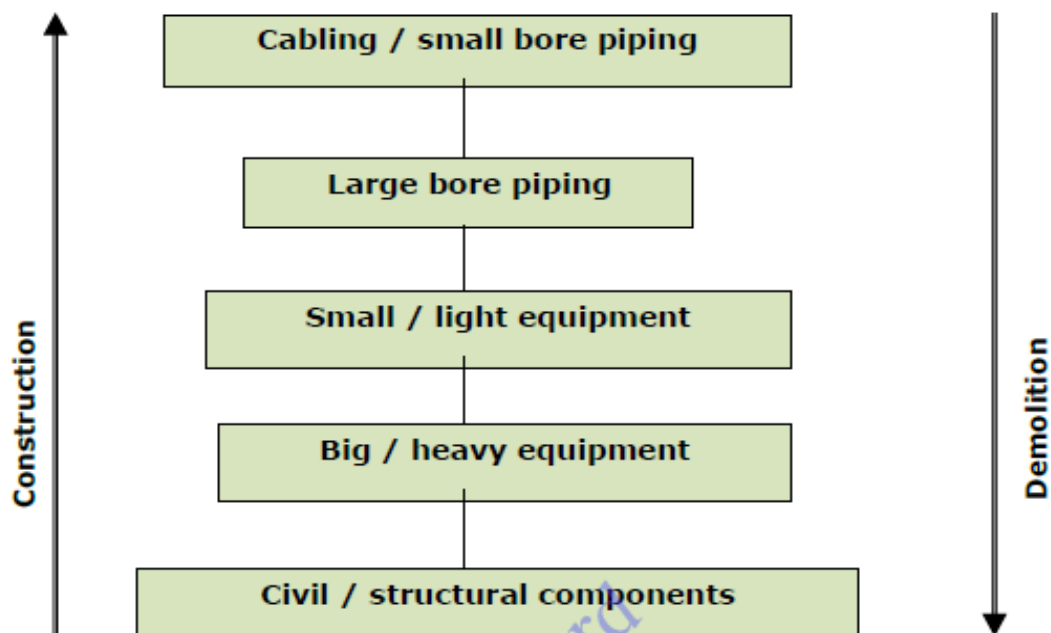 Cabling / small bore piping
Large bore piping
Small / light equipment
Big / heavy equipment
Civil / structural components
Construction
Demolition